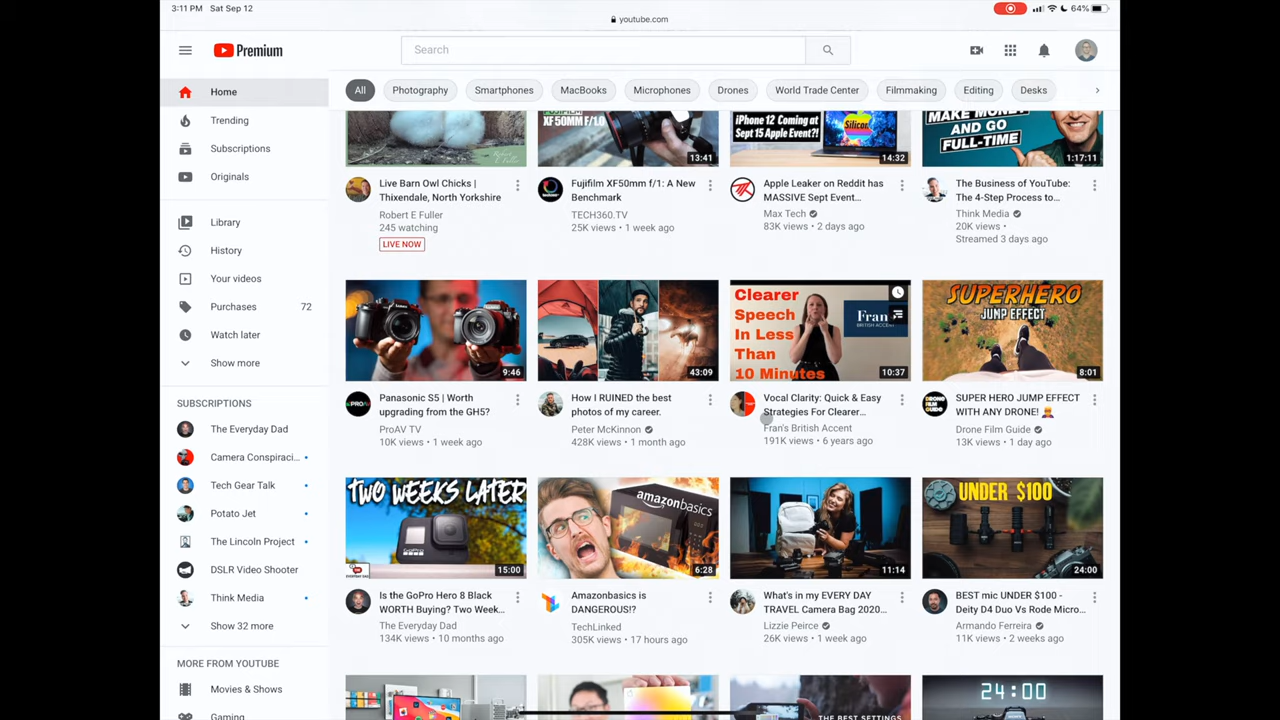 3:11 PM Sat Sep 12
64%
youtube.com
Premium
Search
All
Photography
Smartphones
MacBooks
Microphones
Drones
World Trade Center
Filmmaking
Editing
Desks
Home
Trending
Subscriptions
Originals
Library
History
Your videos
Purchases 72
Watch later
Show more
SUBSCRIPTIONS
The Everyday Dad
Camera Conspiraci...
Tech Gear Talk
Potato Jet
The Lincoln Project
DSLR Video Shooter
Think Media
Show 32 more
MORE FROM YOUTUBE
Movies & Shows
Gaming
Live Barn Owl Chicks |
Thixendale, North Yorkshire
Robert E Fuller
245 watching
LIVE NOW
FUJIFILM
XF 50MM F/1.0
13:41
Fujifilm XF50mm f/1: A New
Benchmark
TECH360.TV
25K views • 1 week ago
iPhone 12 Coming at
Sept 15 Apple Event?!
Silicon.
14:32
Apple Leaker on Reddit has
MASSIVE Sept Event...
Max Tech
83K views • 2 days ago
MAKE MONEY
AND GO
FULL-TIME
1:17:11
The Business of YouTube:
The 4-Step Process to...
Think Media
20K views •
Streamed 3 days ago
9:46
Panasonic S5 | Worth
upgrading from the GH5?
ProAV TV
10K views • 1 week ago
43:09
How I RUINED the best
photos of my career.
Peter McKinnon
428K views • 1 month ago
Clearer
Speech
In Less
Than
10 Minutes
Fran's
BRITISH ACCENT
10:37
Vocal Clarity: Quick & Easy
Strategies For Clearer...
Fran's British Accent
191K views • 6 years ago
SUPERHERO
JUMP EFFECT
8:01
SUPER HERO JUMP EFFECT
WITH ANY DRONE!
Drone Film Guide
13K views • 1 day ago
TWO WEEKS LATER
15:00
Is the GoPro Hero 8 Black
WORTH Buying? Two Week...
The Everyday Dad
134K views • 10 months ago
amazonbasics
6:28
Amazonbasics is
DANGEROUS!?
TechLinked
305K views • 17 hours ago
11:14
What's in my EVERY DAY
TRAVEL Camera Bag 2020...
Lizzie Peirce
26K views • 1 week ago
UNDER $100
24:00
BEST mic UNDER $100 -
Deity D4 Duo Vs Rode Micro...
Armando Ferreira
11K views • 2 weeks ago
THE BEST SETTINGS
24:00